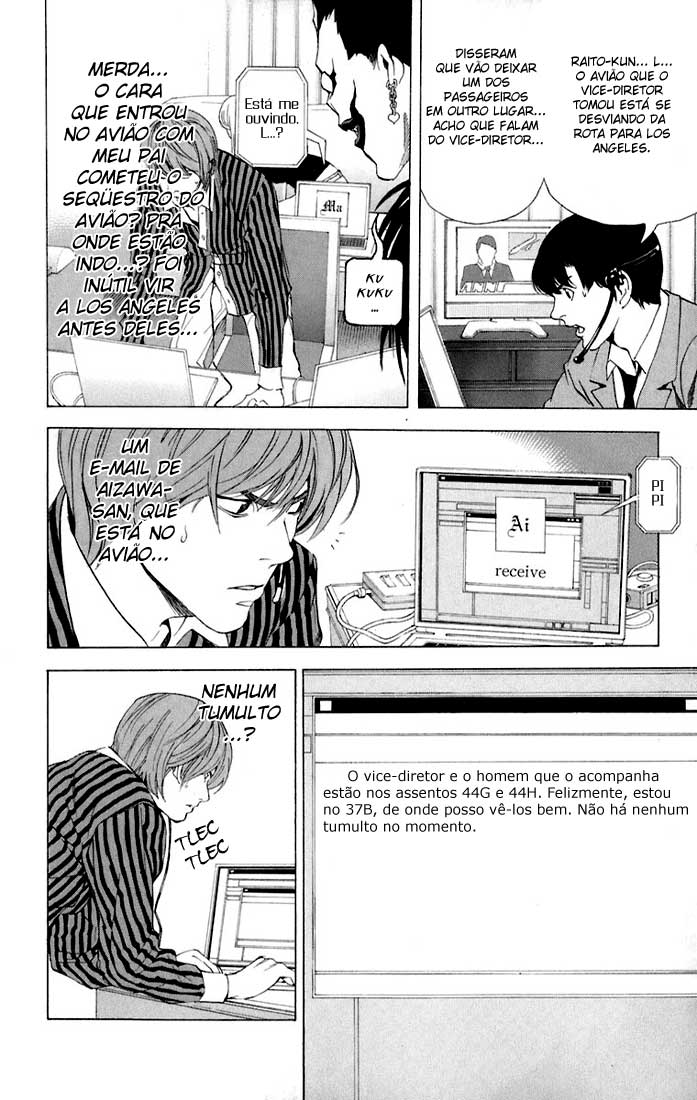 RAITO-KUN... L...
O AVIÃO QUE O
VICE-DIRETOR
TOMOU ESTÁ SE
DESVIANDO DA
ROTA PARA LOS
ANGELES.
DISSERAM
QUE VÃO DEIXAR
UM DOS
PASSAGEIROS
EM OUTRO LUGAR...
ACHO QUE FALAM
DO VICE-DIRETOR...
Está me
ouvindo.
L...?
Ma
KU
KUKU
...
MERDA...
O CARA
QUE ENTROU
NO AVIÃO COM
MEU PAI
COMETEU O
SEQÜESTRO DO
AVIÃO? PRA
ONDE ESTÃO
INDO...? FOI
INÚTIL VIR
A LOS ANGELES
ANTES DELES...
PI
PI
Ai
receive
UM
E-MAIL DE
AIZAWA-
SAN, QUE
ESTÁ NO
AVIÃO...
NENHUM
TUMULTO
...?
TLEC
TLEC
O vice-diretor e o homem que o acompanha
estão nos assentos 44G e 44H. Felizmente, estou
no 37B, de onde posso vê-los bem. Não há nenhum
tumulto no momento.